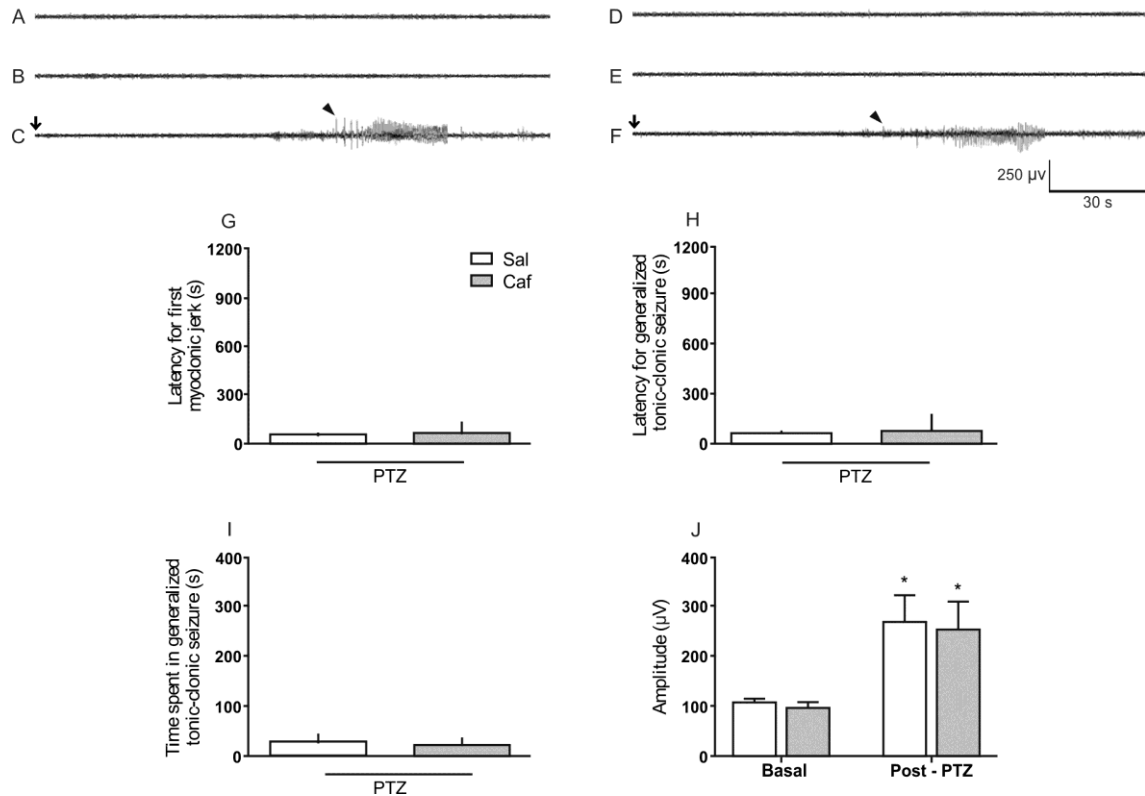 A
D
B
E
C
F
250 µv
30 s
G
H
Latency for first
myoclonic jerk (s)
1200
900
600
300
0
Sal
Caf
PTZ
Latency for generalized
tonic-clonic seizure (s)
1200
900
600
300
0
PTZ
I
J
Time spent in generalized
tonic-clonic seizure (s)
400
300
200
100
0
PTZ
Amplitude (µV)
400
300
200
100
0
*
*
Basal
Post - PTZ